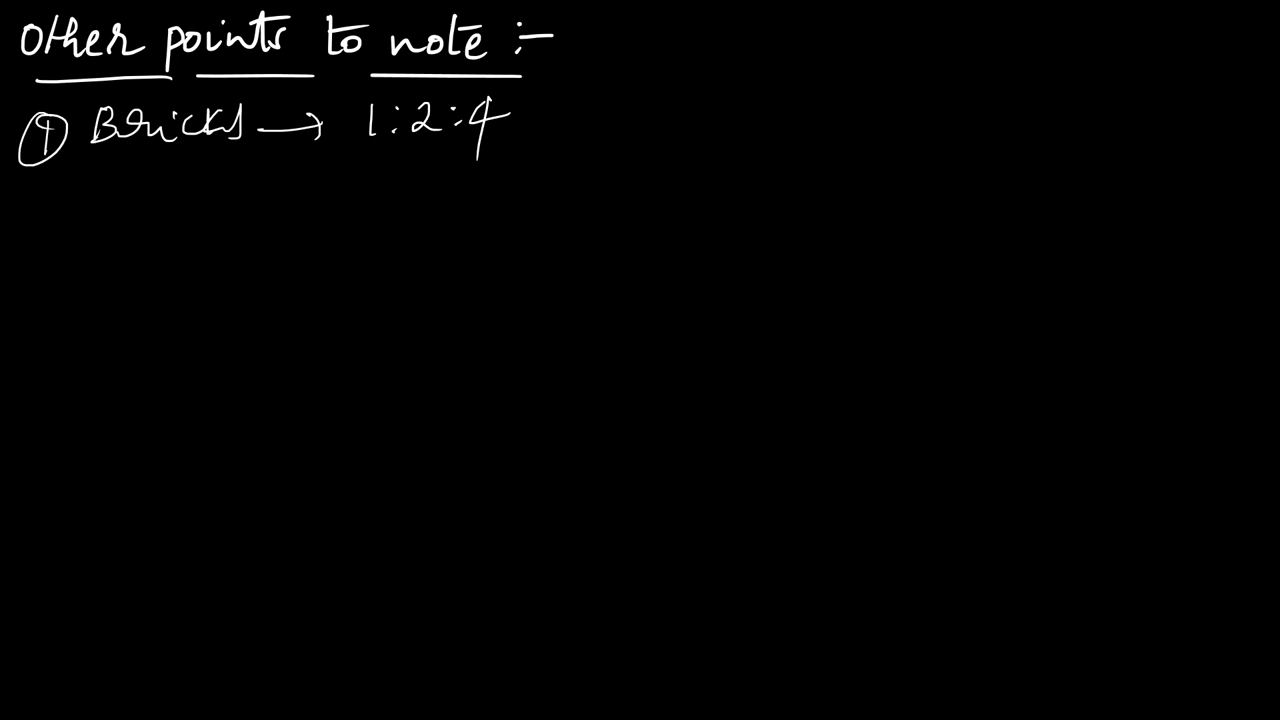 Other points to note :-
① Bricks → 1:2:4